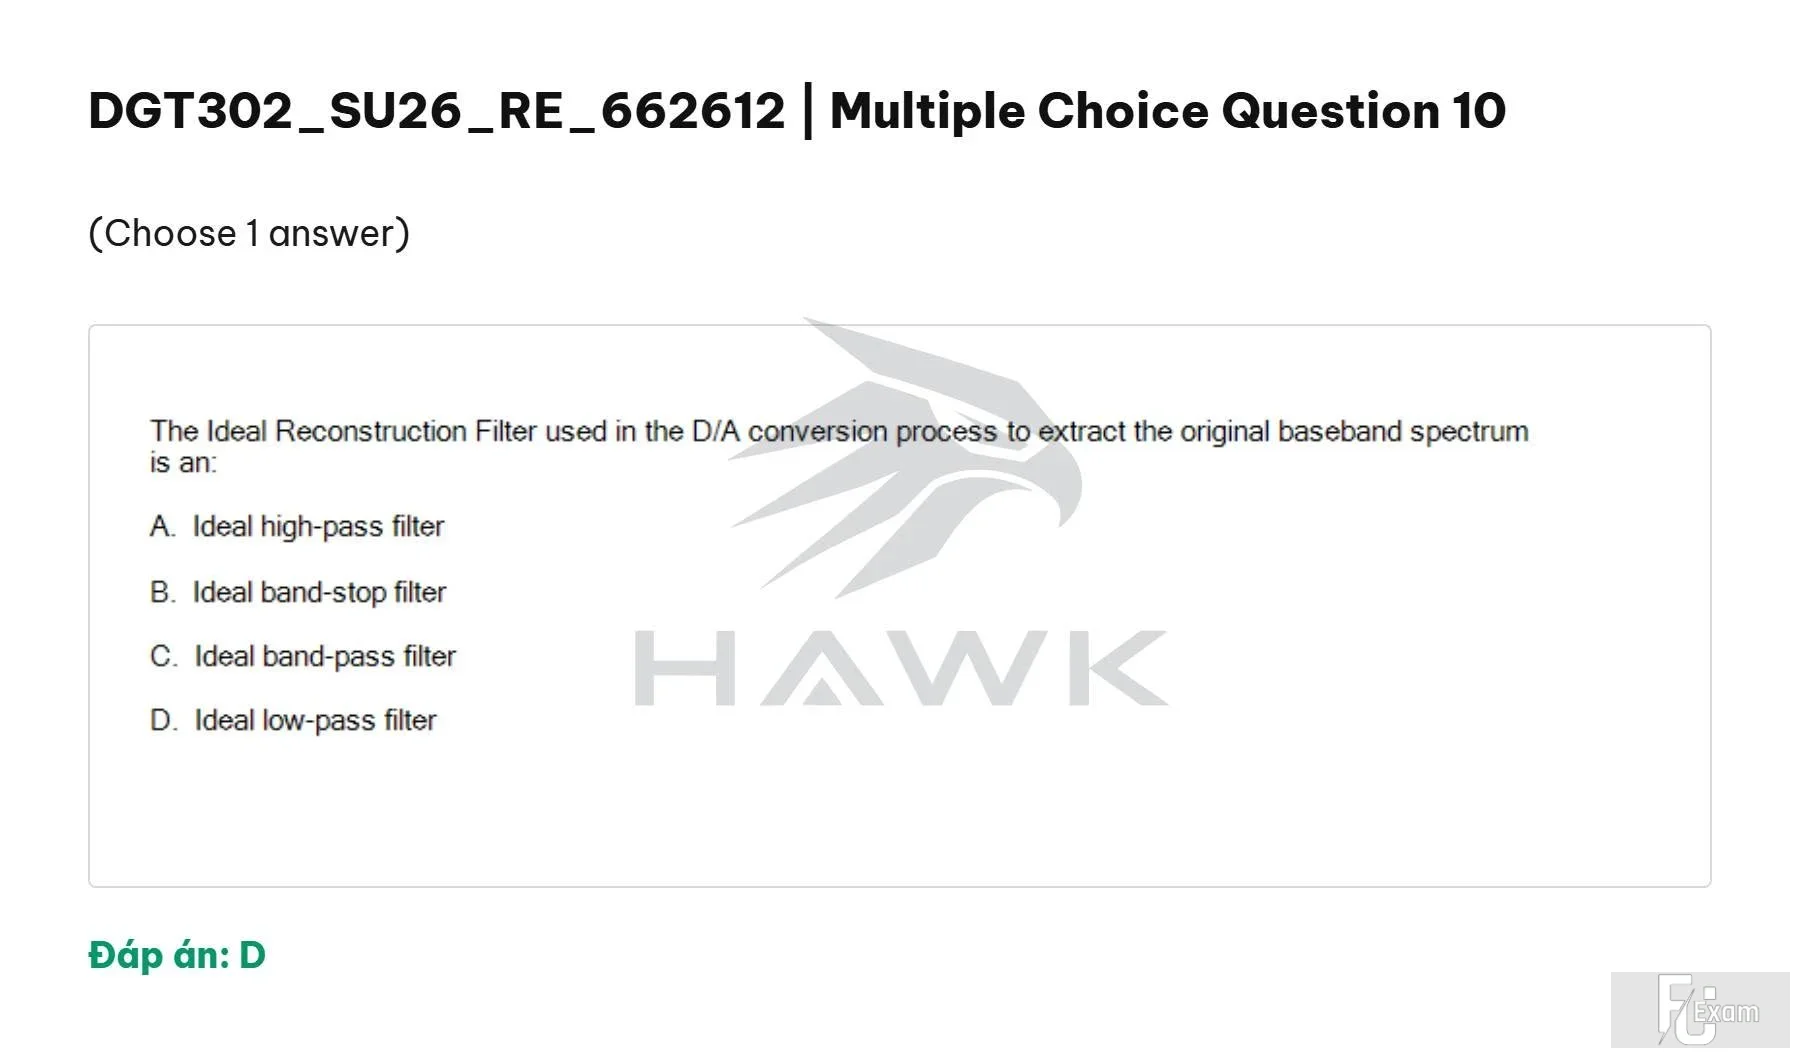 DGT302_SU26_RE_662612 | Multiple Choice Question 10
(Choose 1 answer)
The Ideal Reconstruction Filter used in the D/A conversion process to extract the original baseband spectrum
is an:
A. Ideal high-pass filter
B. Ideal band-stop filter
C. Ideal band-pass filter
D. Ideal low-pass filter
HAWK
Đáp án: D
FU Exam